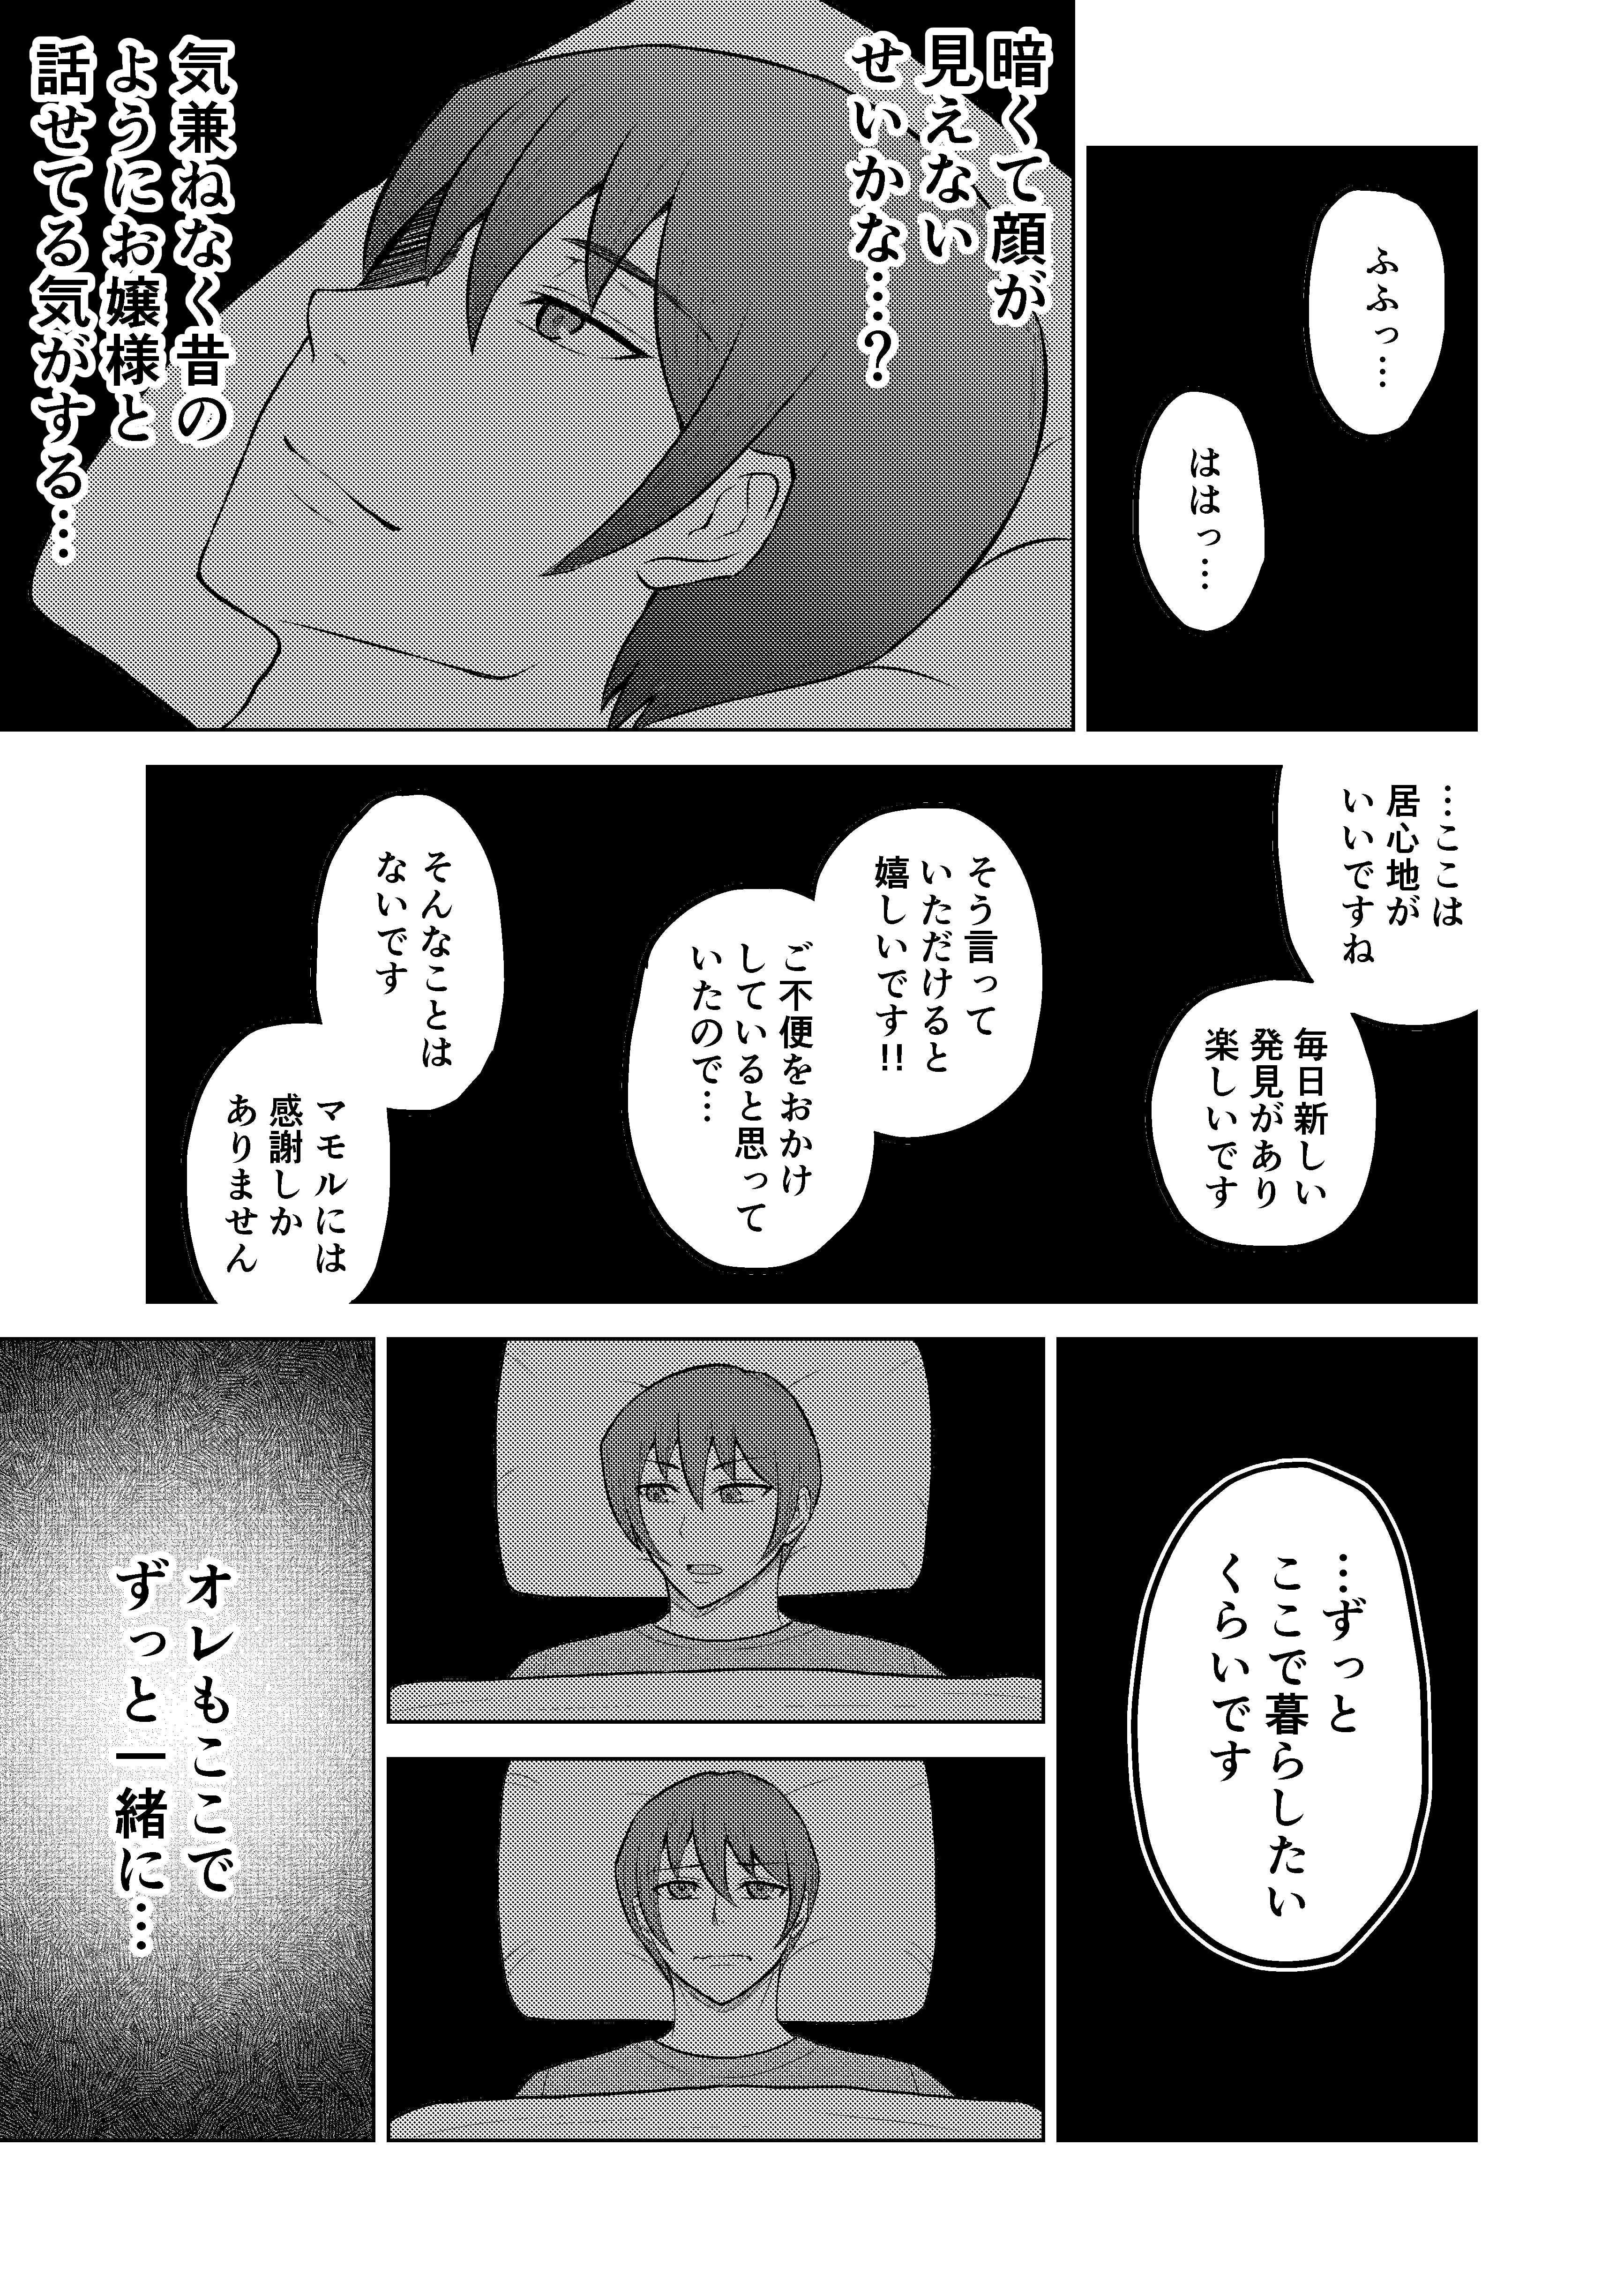 ふふっ…
ははっ…
暗くて顔が
見えない
せいかな…?
気兼ねなく昔の
ようにお嬢様と
話せてる気がする…
…ここは
居心地が
いいですね
毎日新しい
発見があり
楽しいです
そう言って
いただけると
嬉しいです!!
ご不便をおかけ
していると思って
いたので…
そんなことは
ないです
マモルには
感謝しか
ありません
…ずっと
ここで暮らしたい
くらいです
オレもここで
ずっと一緒に…